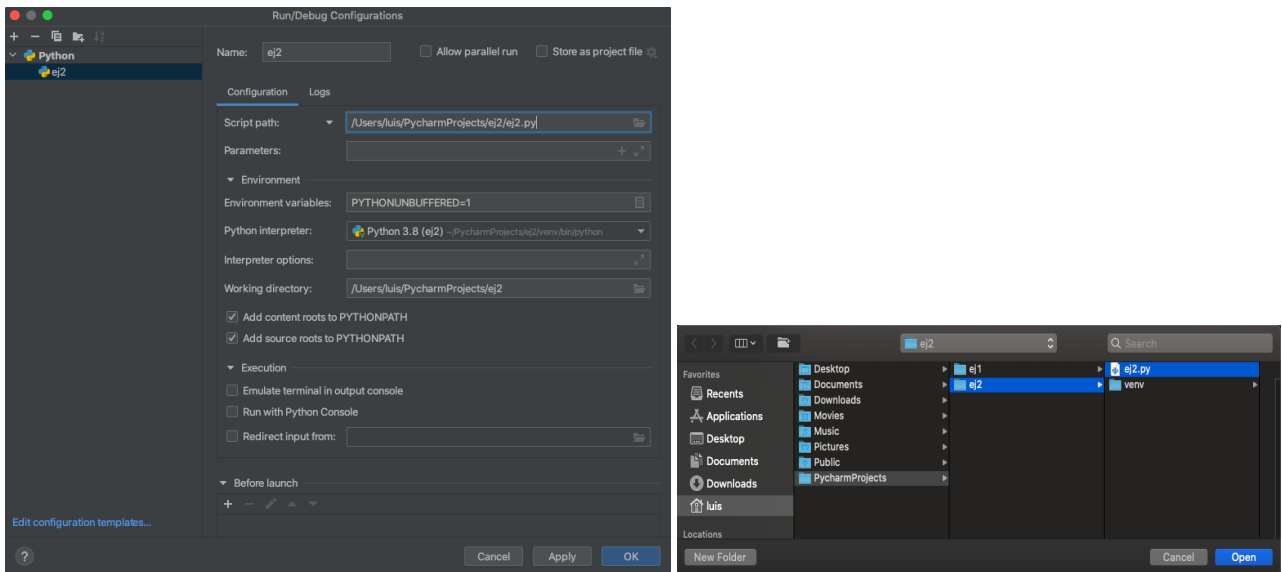 Run/Debug Configurations
Python
ej2
Name: ej2 Allow parallel run Store as project file
Configuration Logs
Script path: /Users/luis/PycharmProjects/ej2/ej2.py
Parameters:
Environment
Environment variables: PYTHONUNBUFFERED=1
Python interpreter: Python 3.8 (ej2) ~/PycharmProjects/ej2/venv/bin/python
Interpreter options:
Working directory: /Users/luis/PycharmProjects/ej2
Add content roots to PYTHONPATH
Add source roots to PYTHONPATH
Execution
Emulate terminal in output console
Run with Python Console
Redirect input from:
Before launch
Edit configuration templates...
? Cancel Apply OK
ej2 Search
Favorites
Recents
Applications
Desktop
Documents
Downloads
luis
Locations
Desktop
Documents
Downloads
Movies
Music
Pictures
Public
PycharmProjects
ej1
ej2
ej2.py
venv
New Folder Cancel Open